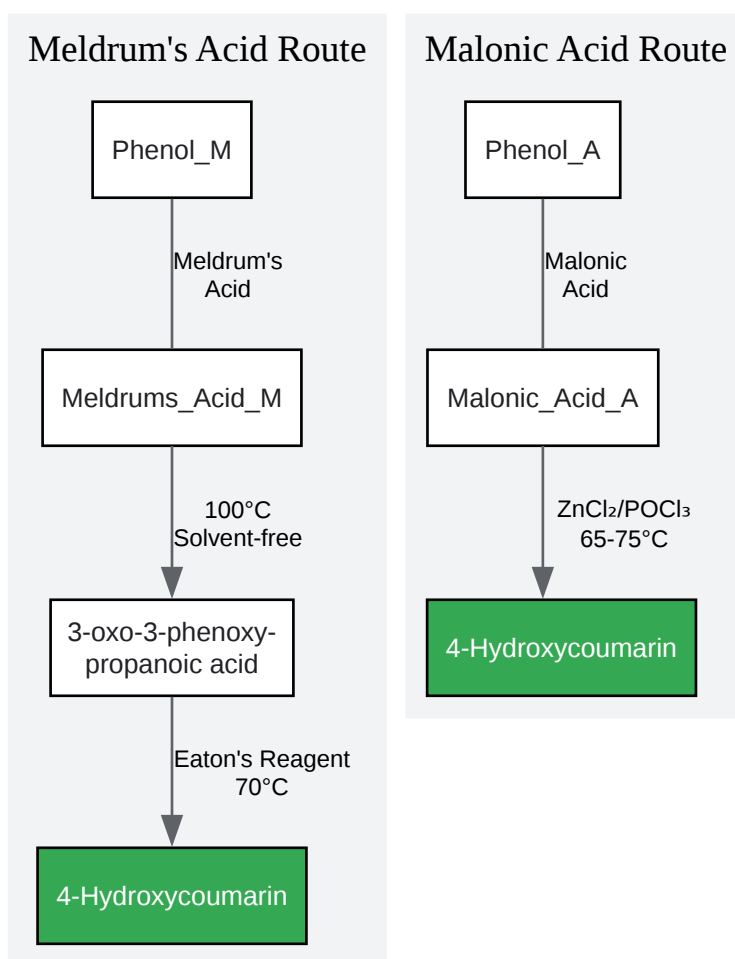 Meldrum's Acid Route
Phenol_M
Meldrum's
Acid
Meldrums_Acid_M
100°C
Solvent-free
3-oxo-3-phenoxy-
propanoic acid
Eaton's Reagent
70°C
4-Hydroxycoumarin
Malonic Acid Route
Phenol_A
Malonic
Acid
Malonic_Acid_A
ZnCl₂/POCl₃
65-75°C
4-Hydroxycoumarin